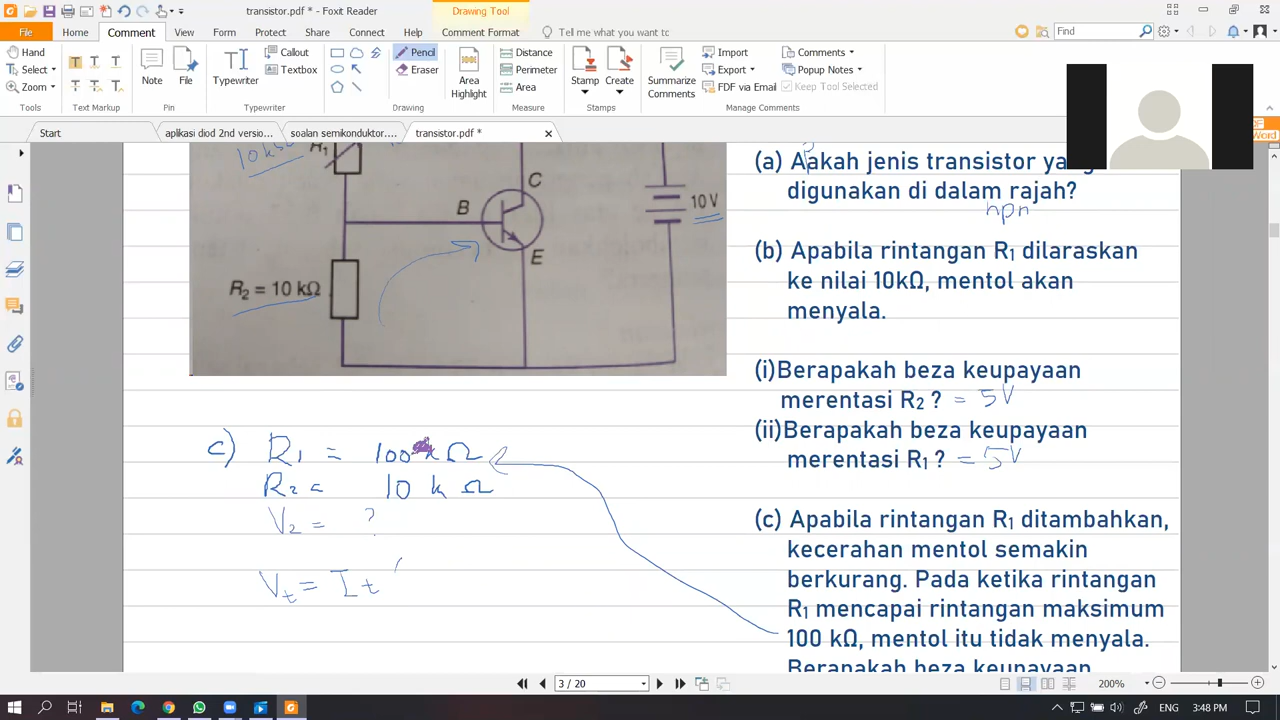 transistor.pdf * - Foxit Reader
Drawing Tool
File Home Comment View Form Protect Share Connect Help Comment Format Tell me what you want to Find
Hand Select Zoom Note File Typewriter Callout Textbox Pencil Eraser Area Highlight Distance Perimeter Area Stamp Create Summarize Comments Import Export FDF via Email Comments Popup Notes Keep Tool Selected
Tools Text Markup Pin Typewriter Drawing Measure Stamps Manage Comments
Start aplikasi diod 2nd versio... soalan semikonduktor.... transistor.pdf *
Word
R₁
C
B
10 V
E
R₂ = 10 kΩ
(a) Aakah jenis transistor yang
P
digunakan di dalam rajah?
npn
(b) Apabila rintangan R₁ dilaraskan
ke nilai 10kΩ, mentol akan
menyala.
(i)Berapakah beza keupayaan
merentasi R₂ ? = 5V
(ii)Berapakah beza keupayaan
merentasi R₁ ? = 5V
c) R₁ = 100 k Ω
R₂ = 10 k Ω
V₂ = ?
Vt = It
(c) Apabila rintangan R₁ ditambahkan,
kecerahan mentol semakin
berkurang. Pada ketika rintangan
R₁ mencapai rintangan maksimum
100 kΩ, mentol itu tidak menyala.
Berapakah beza keupayaan
3 / 20
200%
ENG 3:48 PM